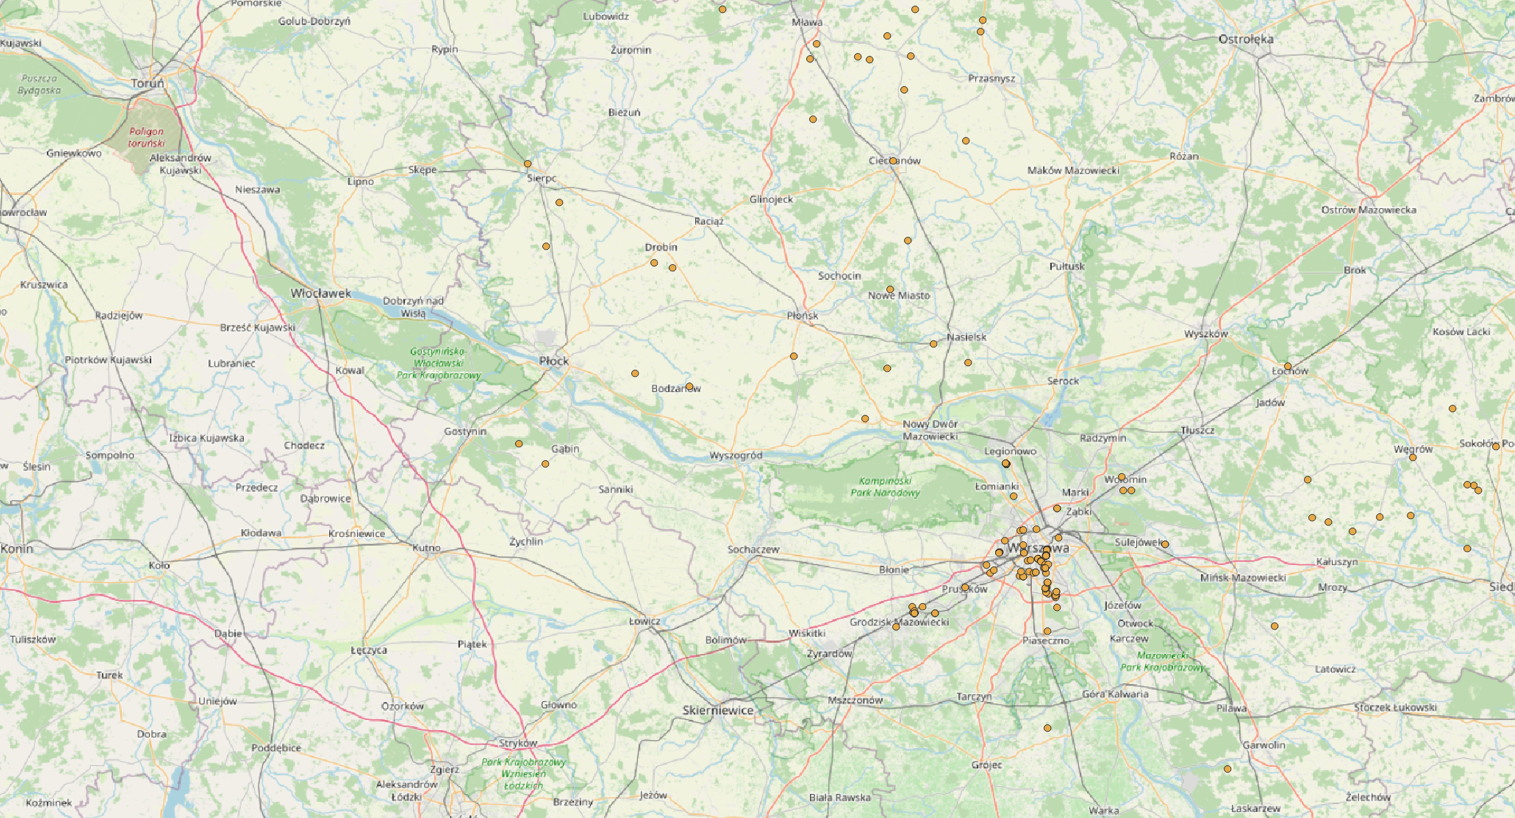 Pomorskie
Golub-Dobrzyń
Lubowidz
Mława
Kujawski
Rypin
Żuromin
Ostrołęka
Puszcza
Bydgoska
Toruń
Przasnysz
Zambrów
Poligon
toruński
Bieżuń
Gniewkowo
Aleksandrów
Kujawski
Lipno
Skępe
Sierpc
Ciechanów
Maków Mazowiecki
Różan
Nieszawa
Glinojeck
Ostrów Mazowiecka
owrocław
Raciąż
Drobin
Sochocin
Pułtusk
Brok
Kruszwica
Włocławek
Dobrzyń nad
Wisłą
Nowe Miasto
Radziejów
Brześć Kujawski
Płońsk
Nasielsk
Wyszków
Kosów Lacki
Piotrków Kujawski
Lubraniec
Kowal
Gostynińsko-
Włocławski
Park Krajobrazowy
Płock
Bodzanów
Serock
Łochów
Jadów
Izbica Kujawska
Chodecz
Gostynin
Gąbin
Wyszogród
Nowy Dwór
Mazowiecki
Legionowo
Radzymin
Tłuszcz
Węgrów
Sokołów Po
Ślesin
Sompolno
Przedecz
Dąbrowice
Sanniki
Kampinoski
Park Narodowy
Łomianki
Marki
Wołomin
Ząbki
Kłodawa
Krośniewice
Żychlin
Konin
Koło
Kutno
Sochaczew
Błonie
Warszawa
Sulejówek
Kałuszyn
Mińsk Mazowiecki
Mrozy
Sied
Pruszków
Józefów
Otwock
Karczew
Tuliszków
Dąbie
Łęczyca
Piątek
Łowicz
Bolimów
Wiskitki
Grodzisk Mazowiecki
Żyrardów
Piaseczno
Mazowiecki
Park Krajobrazowy
Latowicz
Turek
Uniejów
Ozorków
Głowno
Skierniewice
Mszczonów
Tarczyn
Góra Kalwaria
Pilawa
Stoczek Łukowski
Dobra
Poddębice
Stryków
Park Krajobrazowy
Wzniesień
Łódzkich
Zgierz
Grójec
Garwolin
Aleksandrów
Łódzki
Koźminek
Brzeziny
Jeżów
Biała Rawska
Warka
Łaskarzew
Żelechów